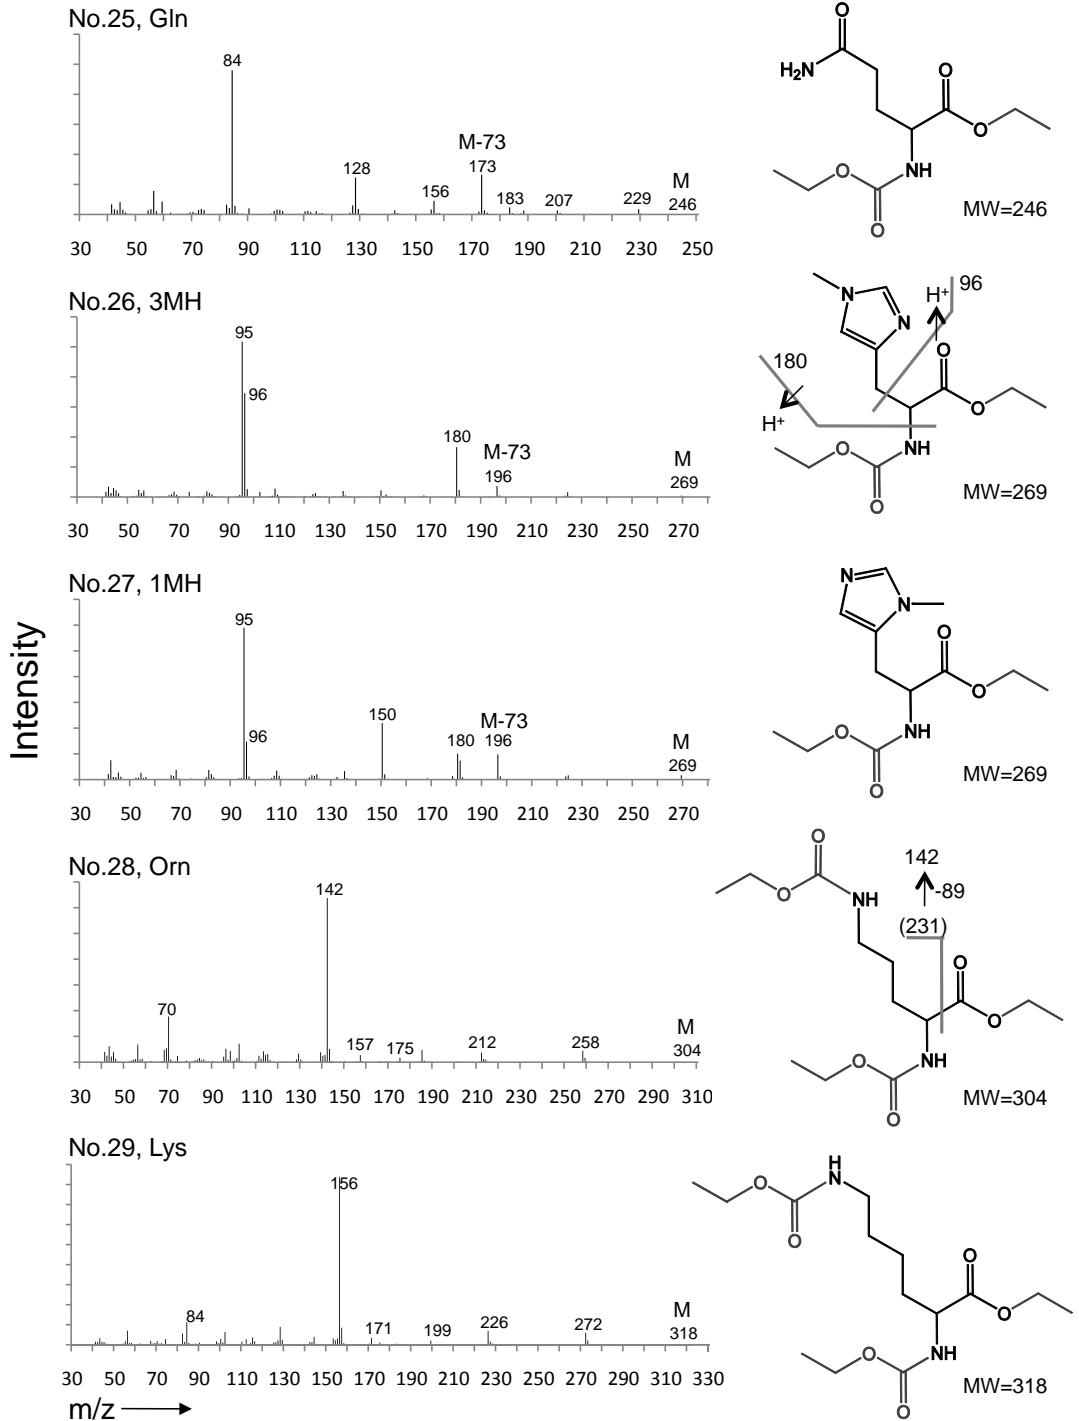 No.25, Gln
84
128
156
M-73
173
183
207
229
M
246
30 50 70 90 110 130 150 170 190 210 230 250
O
H₂N
O
O
O
NH
O
MW=246
No.26, 3MH
95
96
180
M-73
196
M
269
30 50 70 90 110 130 150 170 190 210 230 250 270
N
N
H⁺
96
O
180
H⁺
O
O
NH
O
MW=269
No.27, 1MH
95
96
150
180
M-73
196
M
269
30 50 70 90 110 130 150 170 190 210 230 250 270
N
N
O
O
O
NH
O
MW=269
Intensity
No.28, Orn
142
70
157
175
212
258
M
304
30 50 70 90 110 130 150 170 190 210 230 250 270 290 310
O
O
NH
142
-89
(231)
O
O
O
NH
O
MW=304
No.29, Lys
156
84
171
199
226
272
M
318
30 50 70 90 110 130 150 170 190 210 230 250 270 290 310 330
m/z
H
N
O
O
O
O
O
NH
O
MW=318